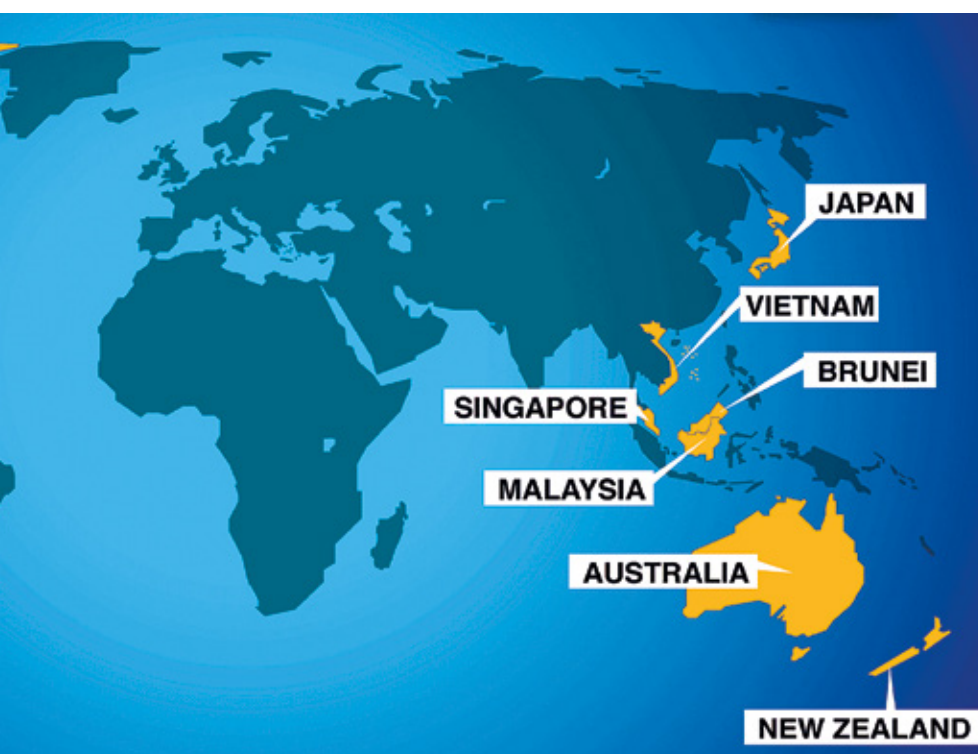 JAPAN
VIETNAM
BRUNEI
SINGAPORE
MALAYSIA
AUSTRALIA
NEW ZEALAND